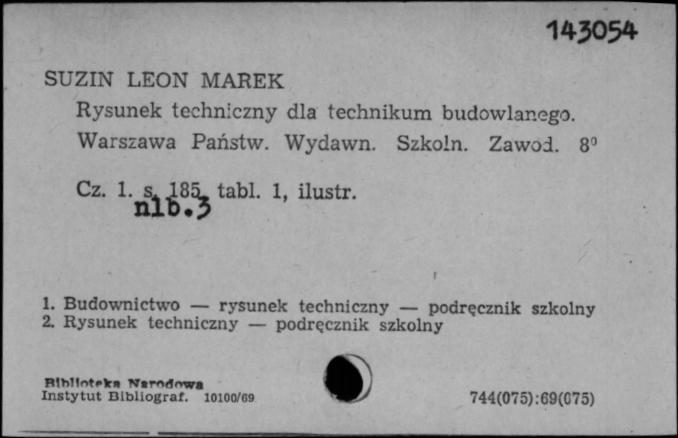 143054
SUZIN LEON MAREK
Rysunek techniczny dla technikum budowlanego.
Warszawa Państw. Wydawn. Szkoln. Zawod. 8⁰
Cz. 1. s. 185, tabl. 1, ilustr.
nlb.3
1. Budownictwo — rysunek techniczny — podręcznik szkolny
2. Rysunek techniczny — podręcznik szkolny
Biblioteka Narodowa
Instytut Bibliograf. 10100/69
744(075):69(075)